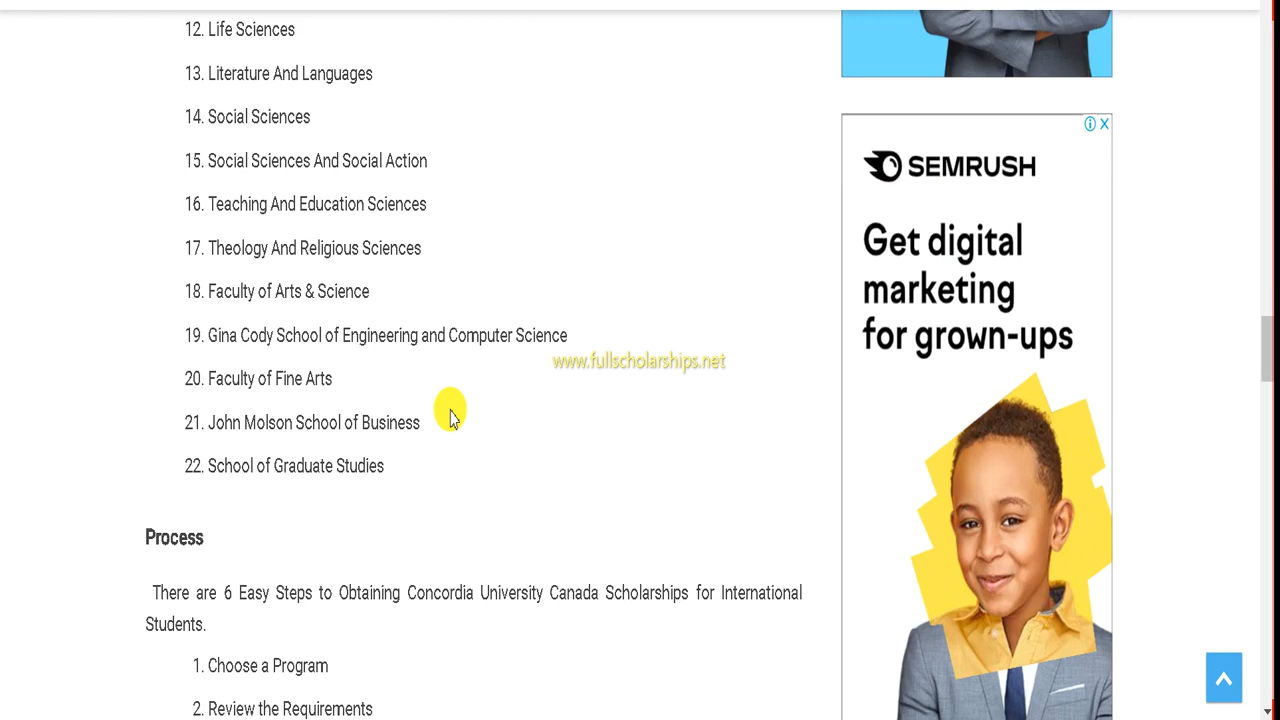 12. Life Sciences
13. Literature And Languages
14. Social Sciences
15. Social Sciences And Social Action
16. Teaching And Education Sciences
17. Theology And Religious Sciences
18. Faculty of Arts & Science
19. Gina Cody School of Engineering and Computer Science
www.fullscholarships.net
20. Faculty of Fine Arts
21. John Molson School of Business
22. School of Graduate Studies
Process
There are 6 Easy Steps to Obtaining Concordia University Canada Scholarships for International
Students.
1. Choose a Program
2. Review the Requirements
SEMRUSH
Get digital
marketing
for grown-ups